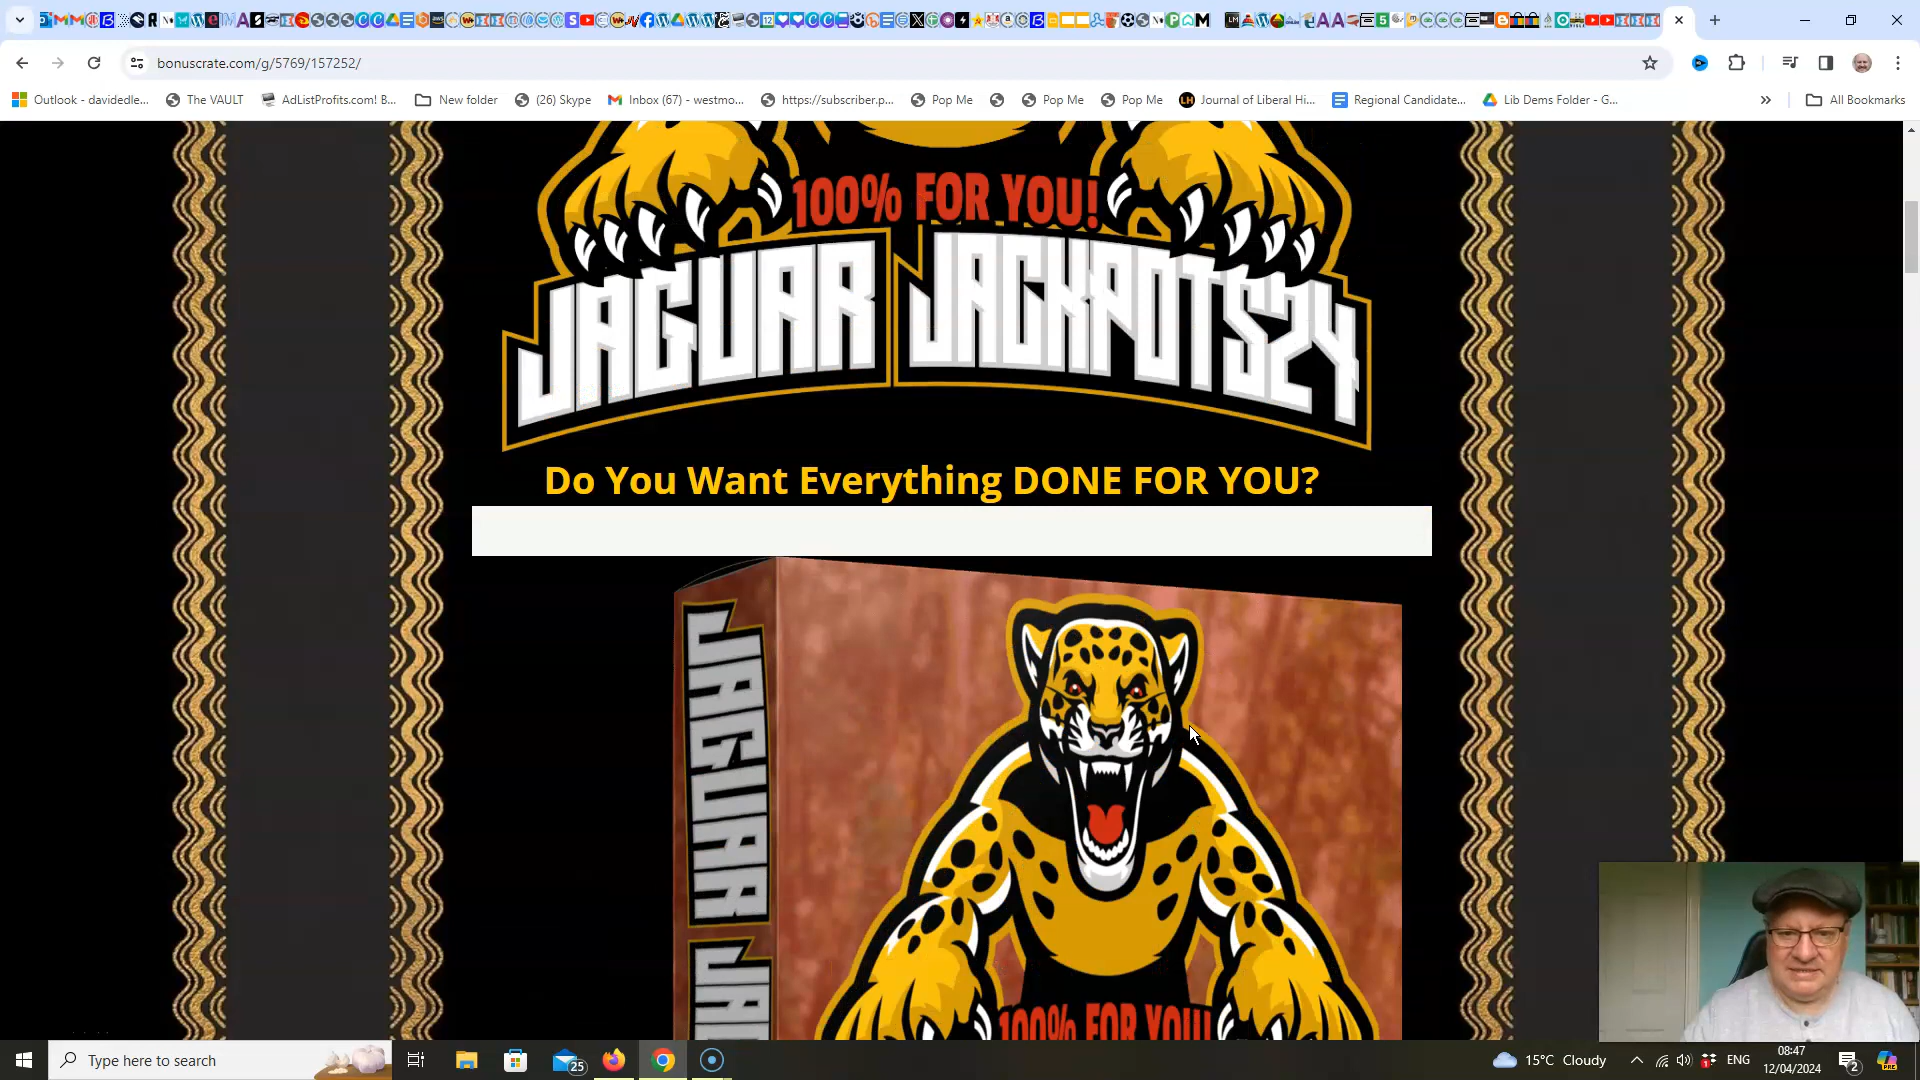 bonuscrate.com/g/5769/157252/
Outlook - davidedle...
The VAULT
AdListProfits.com! B...
New folder
(26) Skype
Inbox (67) - westmo...
https://subscriber.p...
Pop Me
Pop Me
Pop Me
Journal of Liberal Hi...
Regional Candidate...
Lib Dems Folder - G...
All Bookmarks
100% FOR YOU!
JAGUAR JACKPOTS24
Do You Want Everything DONE FOR YOU?
JAGUAR
100% FOR YOU!
Type here to search
25
15°C Cloudy
ENG
08:47
12/04/2024
2